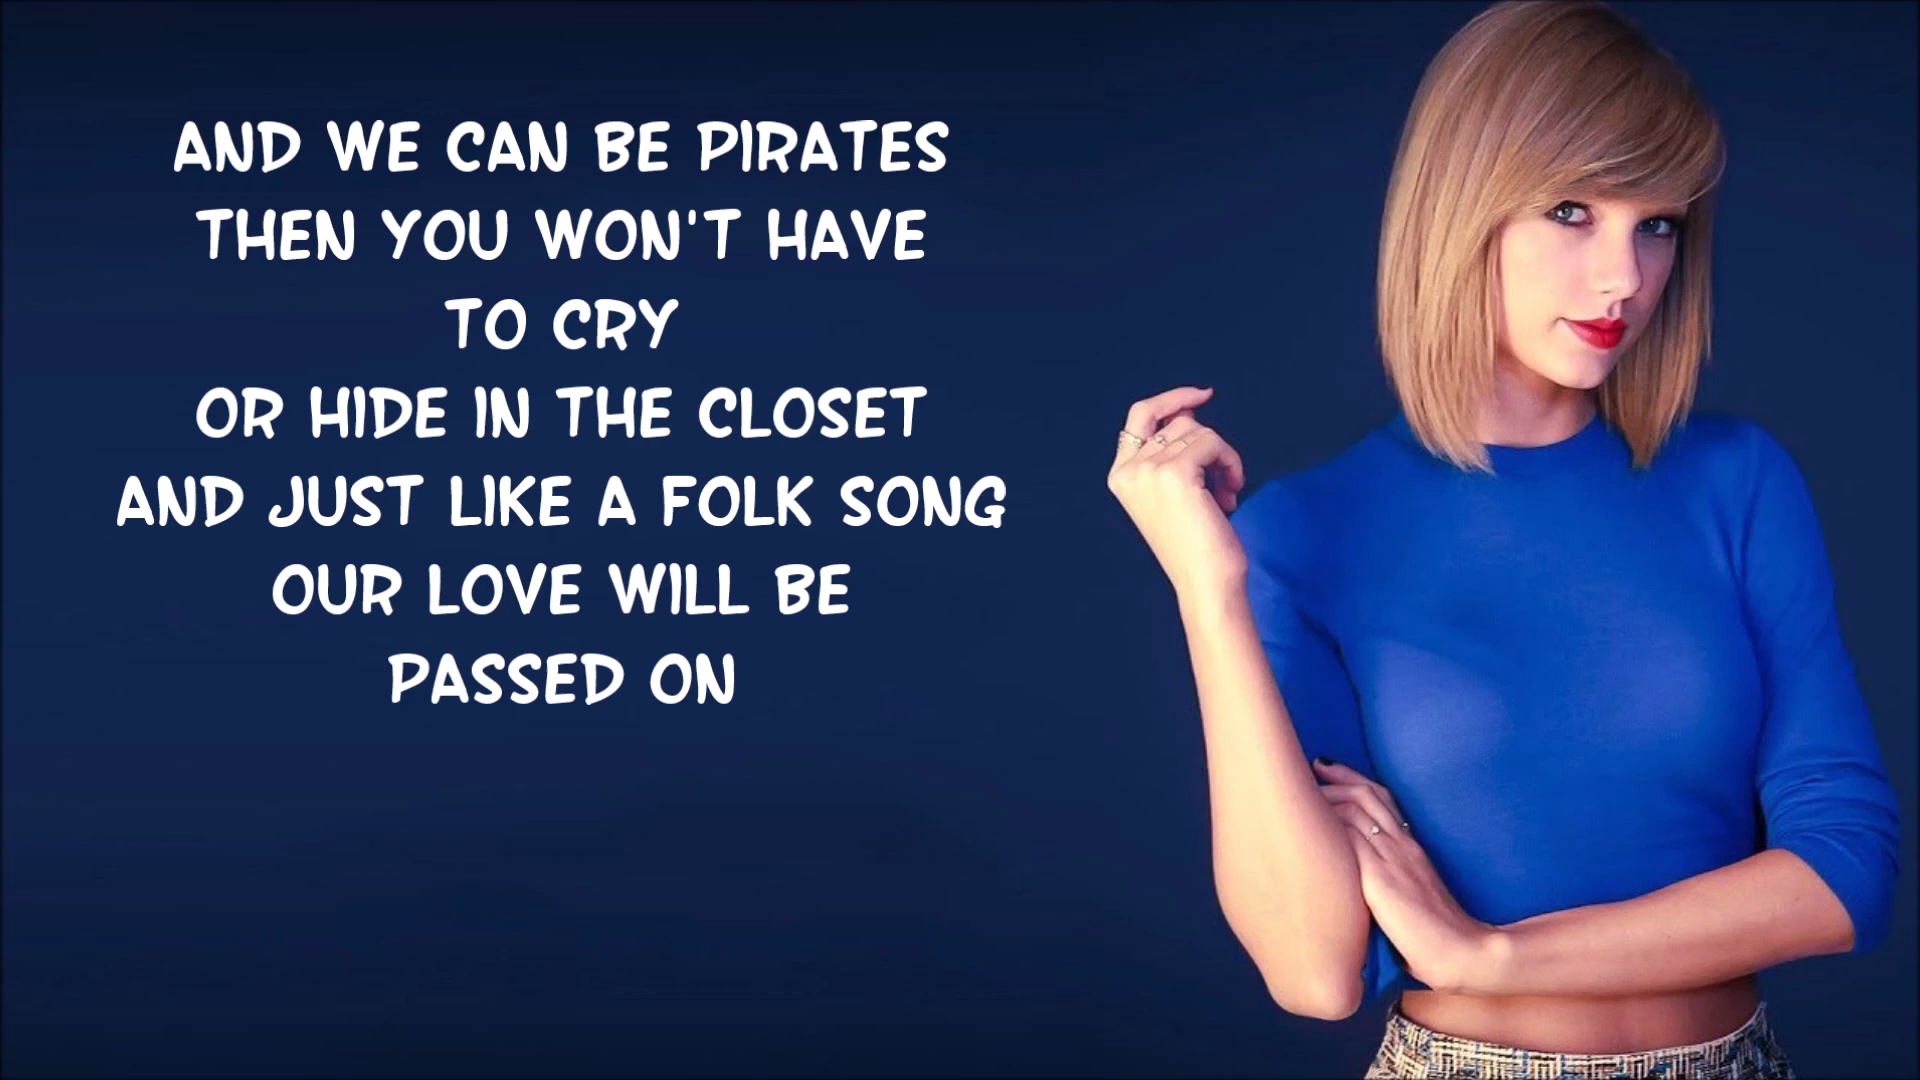 AND WE CAN BE PIRATES
THEN YOU WON'T HAVE
TO CRY
OR HIDE IN THE CLOSET
AND JUST LIKE A FOLK SONG
OUR LOVE WILL BE
PASSED ON